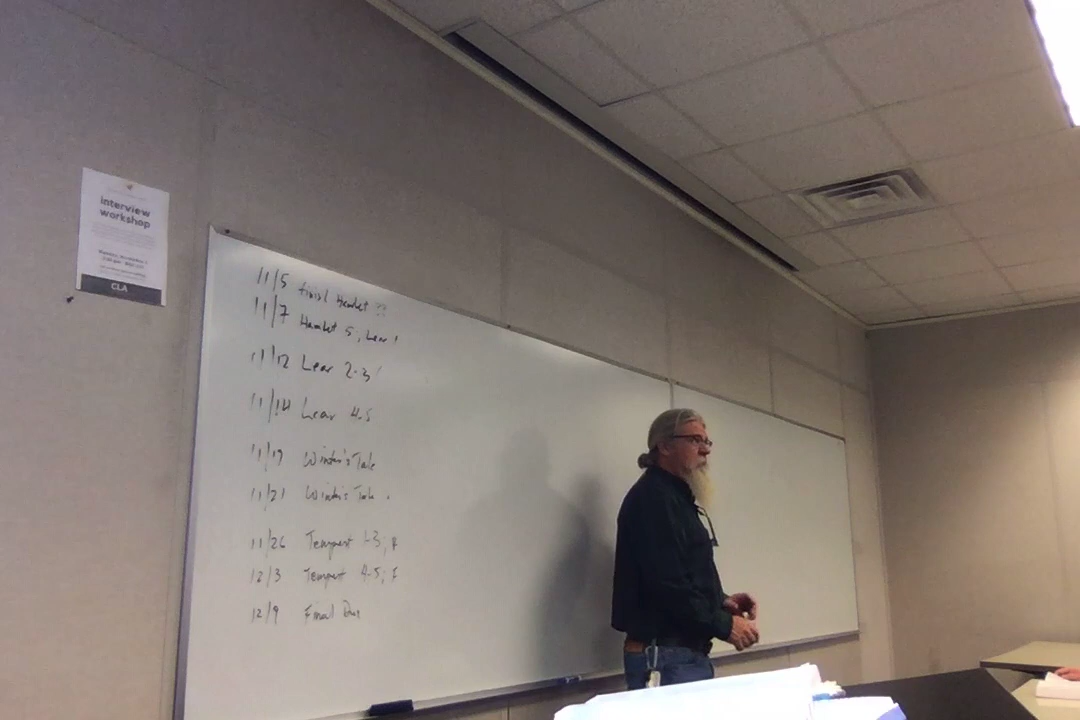 interview
workshop
CLA
11/5 finish Hamlet ??
11/7 Hamlet 5; Lear 1
11/12 Lear 2-3
11/14 Lear 4-5
11/19 Winter's Tale
11/21 Winter's Tale
11/26 Tempest 1-3;
12/3 Tempest 4-5;
12/9 Final Due